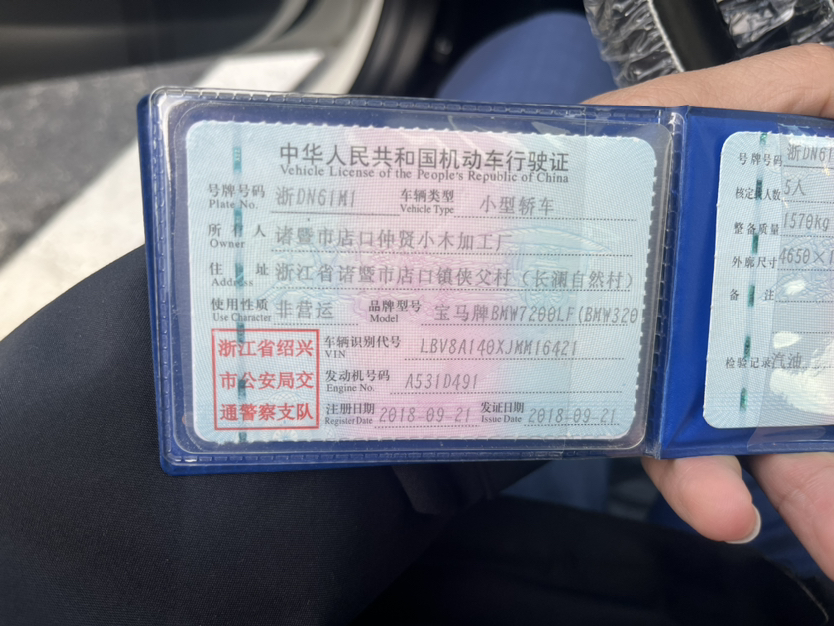 中华人民共和国机动车行驶证
Vehicle License of the People's Republic of China
号牌号码 浙DN61M1 车辆类型 小型轿车
Plate No. Vehicle Type
所有人 诸暨市店口仲贤小木加工厂
Owner
住址 浙江省诸暨市店口镇侠父村（长澜自然村）
Address
使用性质 非营运 品牌型号 宝马牌BMW7200LF(BMW320
Use Character Model
浙江省绍兴
市公安局交
通警察支队
车辆识别代号 LBV8A140XJMM16421
VIN
发动机号码 A531D491
Engine No.
注册日期 2018-09-21 发证日期 2018-09-21
Register Date Issue Date
号牌号码 浙DN61
核定载人数 5人
整备质量 1570kg
外廓尺寸 4650×1
备注
检验记录 汽油